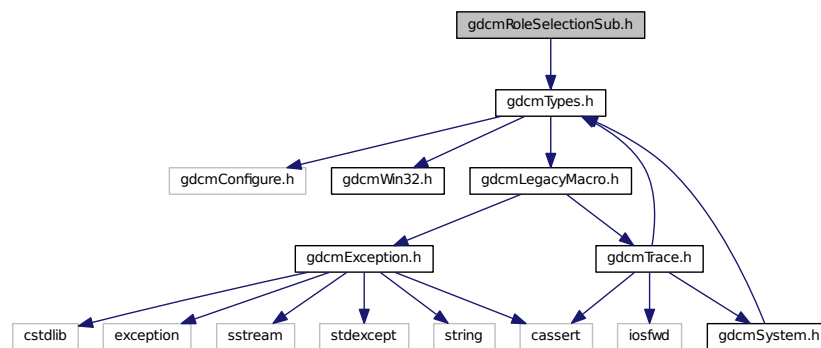 gdcmRoleSelectionSub.h
gdcmTypes.h
gdcmConfigure.h
gdcmWin32.h
gdcmLegacyMacro.h
gdcmException.h
gdcmTrace.h
cstdlib
exception
sstream
stdexcept
string
cassert
iosfwd
gdcmSystem.h